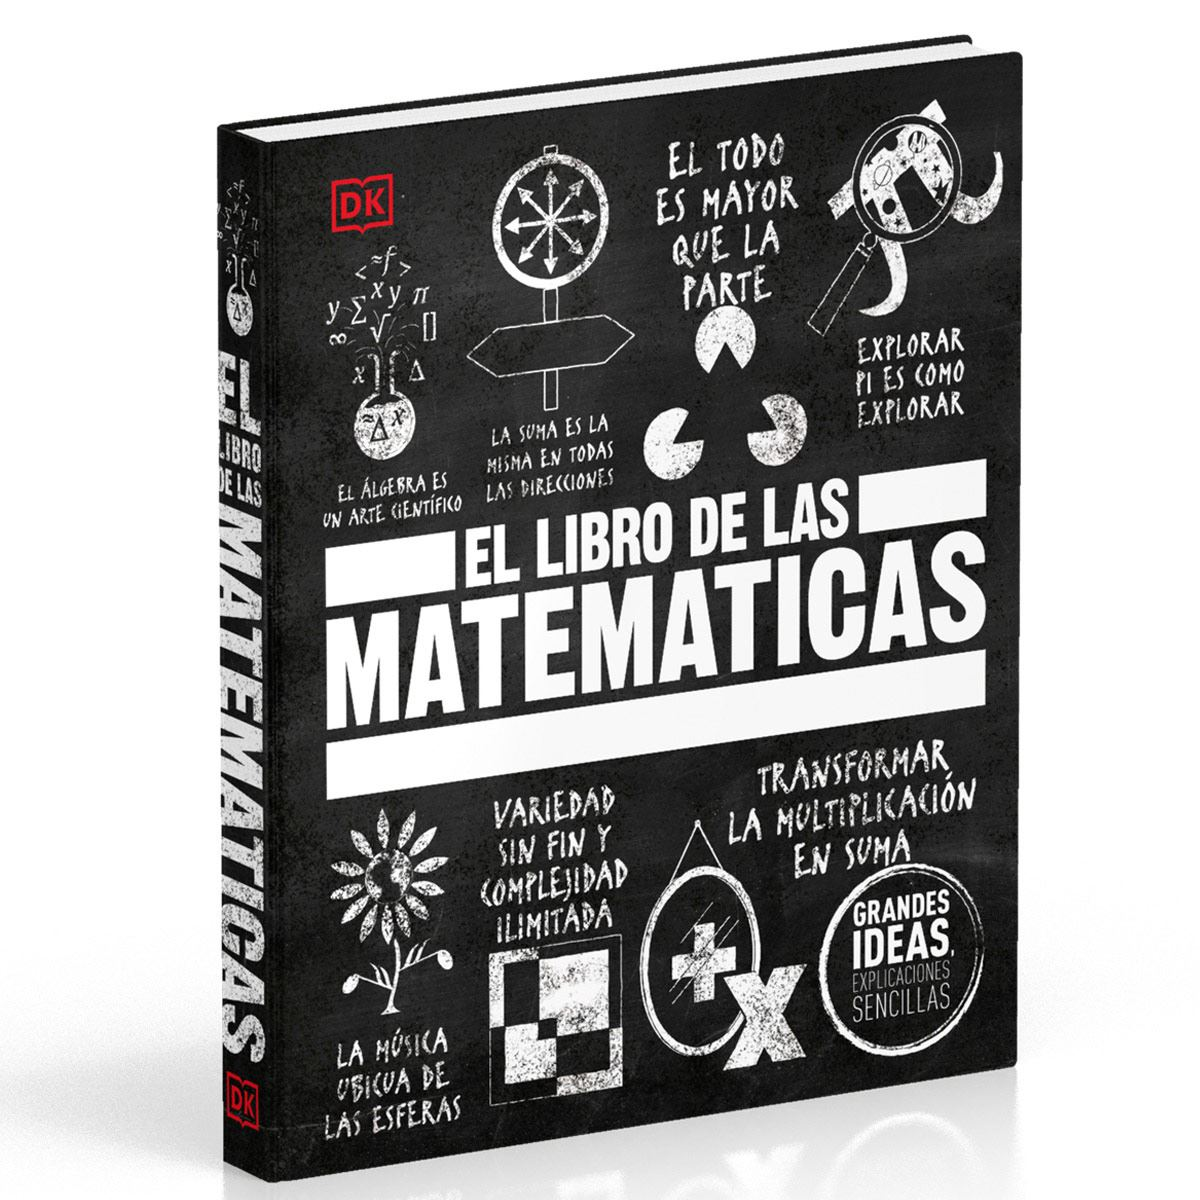 DK
EL TODO
ES MAYOR
QUE LA
PARTE
< ≈ f >
y Σ x y π
∞ √ []
x Δ
≈ Δ x
EL ÁLGEBRA ES
UN ARTE CIENTÍFICO
LA SUMA ES LA
MISMA EN TODAS
LAS DIRECCIONES
EXPLORAR
PI ES COMO
EXPLORAR
EL LIBRO DE LAS
MATEMATICAS
VARIEDAD
SIN FIN Y
COMPLEJIDAD
ILIMITADA
TRANSFORMAR
LA MULTIPLICACIÓN
EN SUMA
+
X
GRANDES
IDEAS,
EXPLICACIONES
SENCILLAS
LA MÚSICA
UBICUA DE
LAS ESFERAS
EL
LIBRO
DE LAS
MATEMATICAS
DK